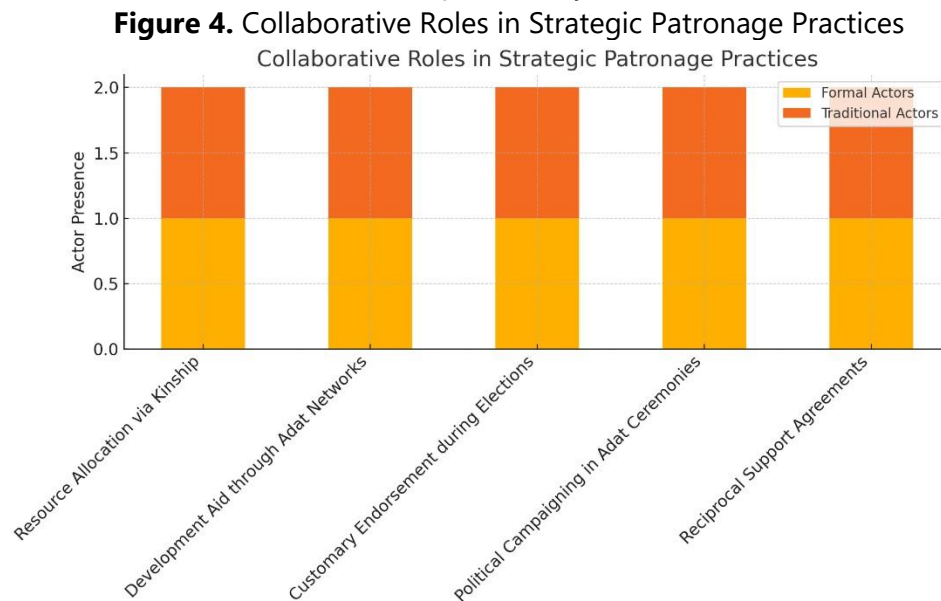 Figure 4. Collaborative Roles in Strategic Patronage Practices
Collaborative Roles in Strategic Patronage Practices
Formal Actors
Traditional Actors
Actor Presence
2.0
1.5
1.0
0.5
0.0
Resource Allocation via Kinship
Development Aid through Adat Networks
Customary Endorsement during Elections
Political Campaigning in Adat Ceremonies
Reciprocal Support Agreements